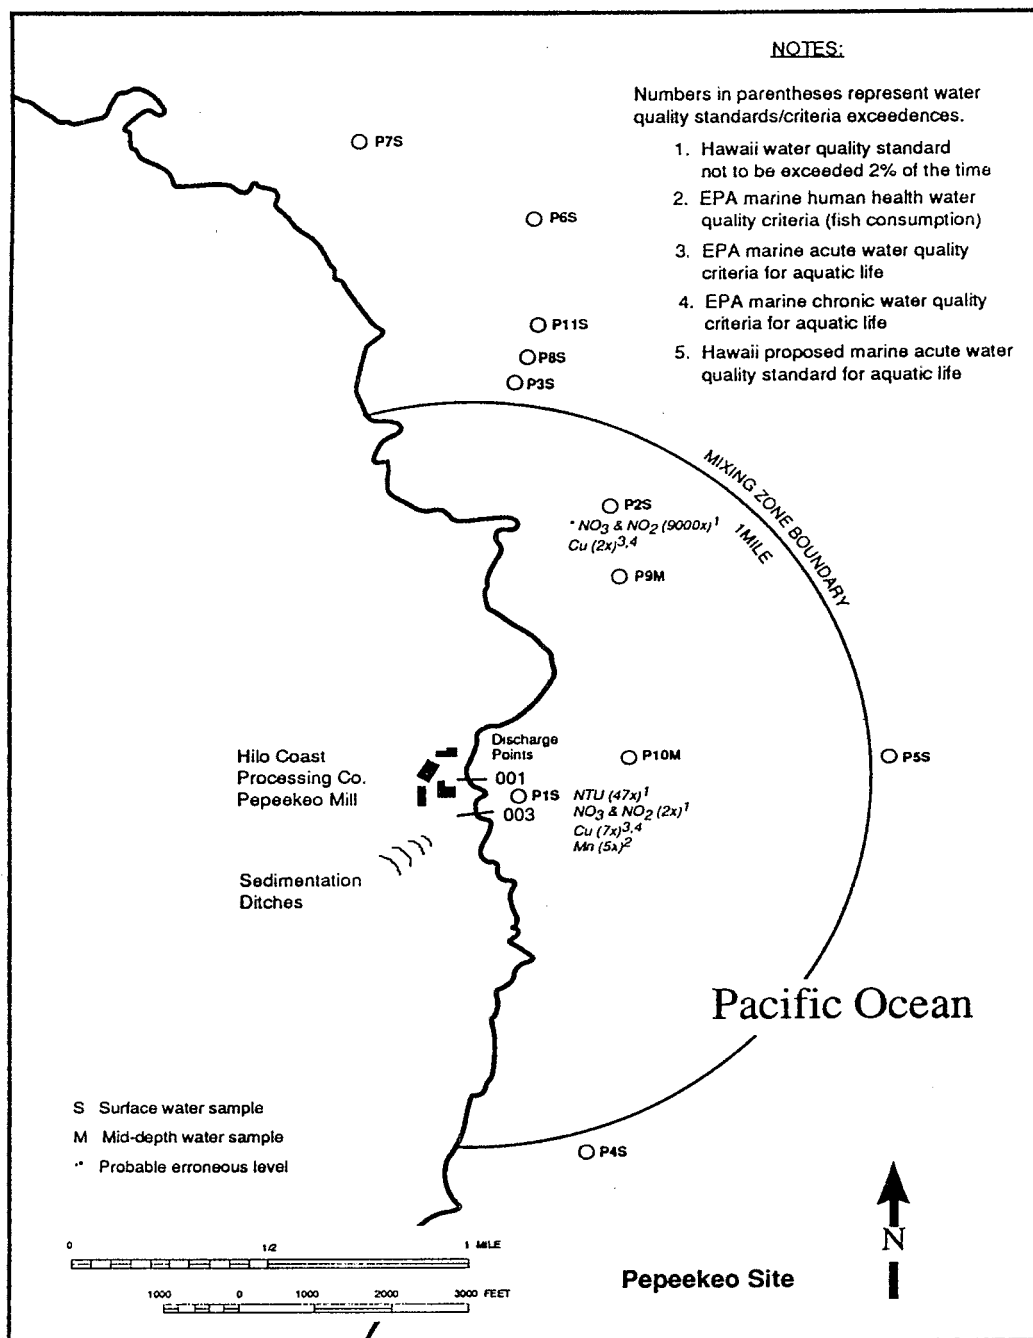 NOTES:
Numbers in parentheses represent water
quality standards/criteria exceedences.
1. Hawaii water quality standard
not to be exceeded 2% of the time
2. EPA marine human health water
quality criteria (fish consumption)
3. EPA marine acute water quality
criteria for aquatic life
4. EPA marine chronic water quality
criteria for aquatic life
5. Hawaii proposed marine acute water
quality standard for aquatic life
P7S
P6S
P11S
P8S
P3S
MIXING ZONE BOUNDARY
1 MILE
P2S
* NO3 & NO2 (9000x)1
Cu (2x)3,4
P9M
Discharge
Points
001
003
P10M
P5S
P1S
NTU (47x)1
NO3 & NO2 (2x)1
Cu (7x)3,4
Mn (5x)2
Hilo Coast
Processing Co.
Pepeekeo Mill
Sedimentation
Ditches
Pacific Ocean
P4S
S Surface water sample
M Mid-depth water sample
* Probable erroneous level
0 1/2 1 MILE
1000 0 1000 2000 3000 FEET
N
Pepeekeo Site